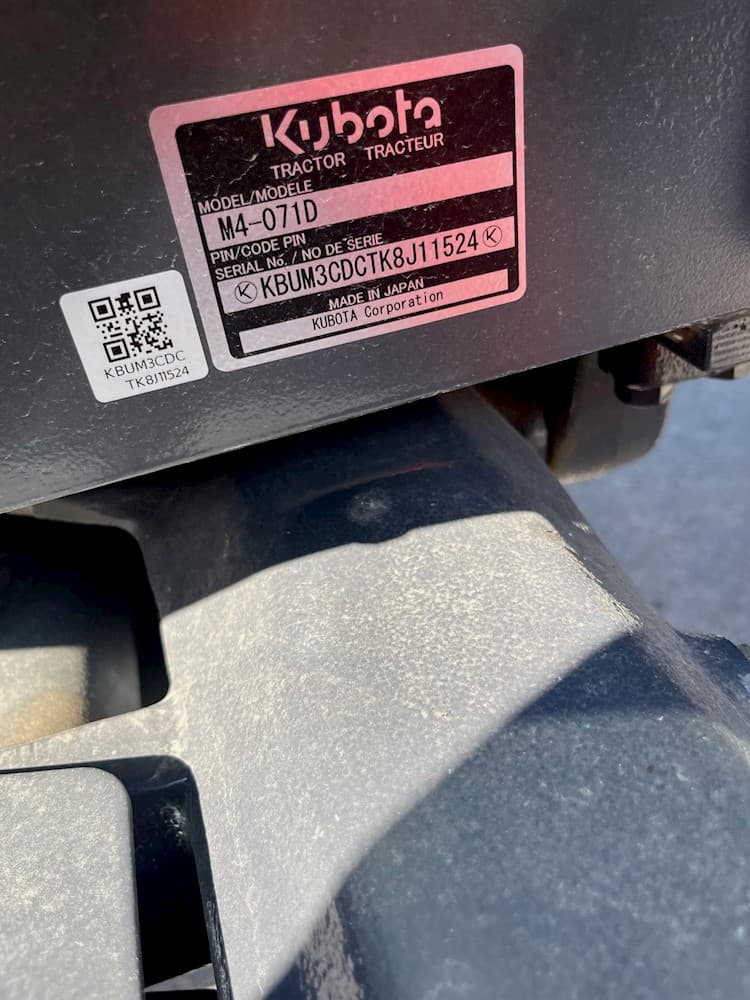 Kubota
TRACTOR TRACTEUR
MODEL/MODELE
M4-071D
PIN/CODE PIN
SERIAL No. / NO DE SERIE
K KBUM3CDCTK8J11524 K
MADE IN JAPAN
KUBOTA Corporation
KBUM3CDC
TK8J11524